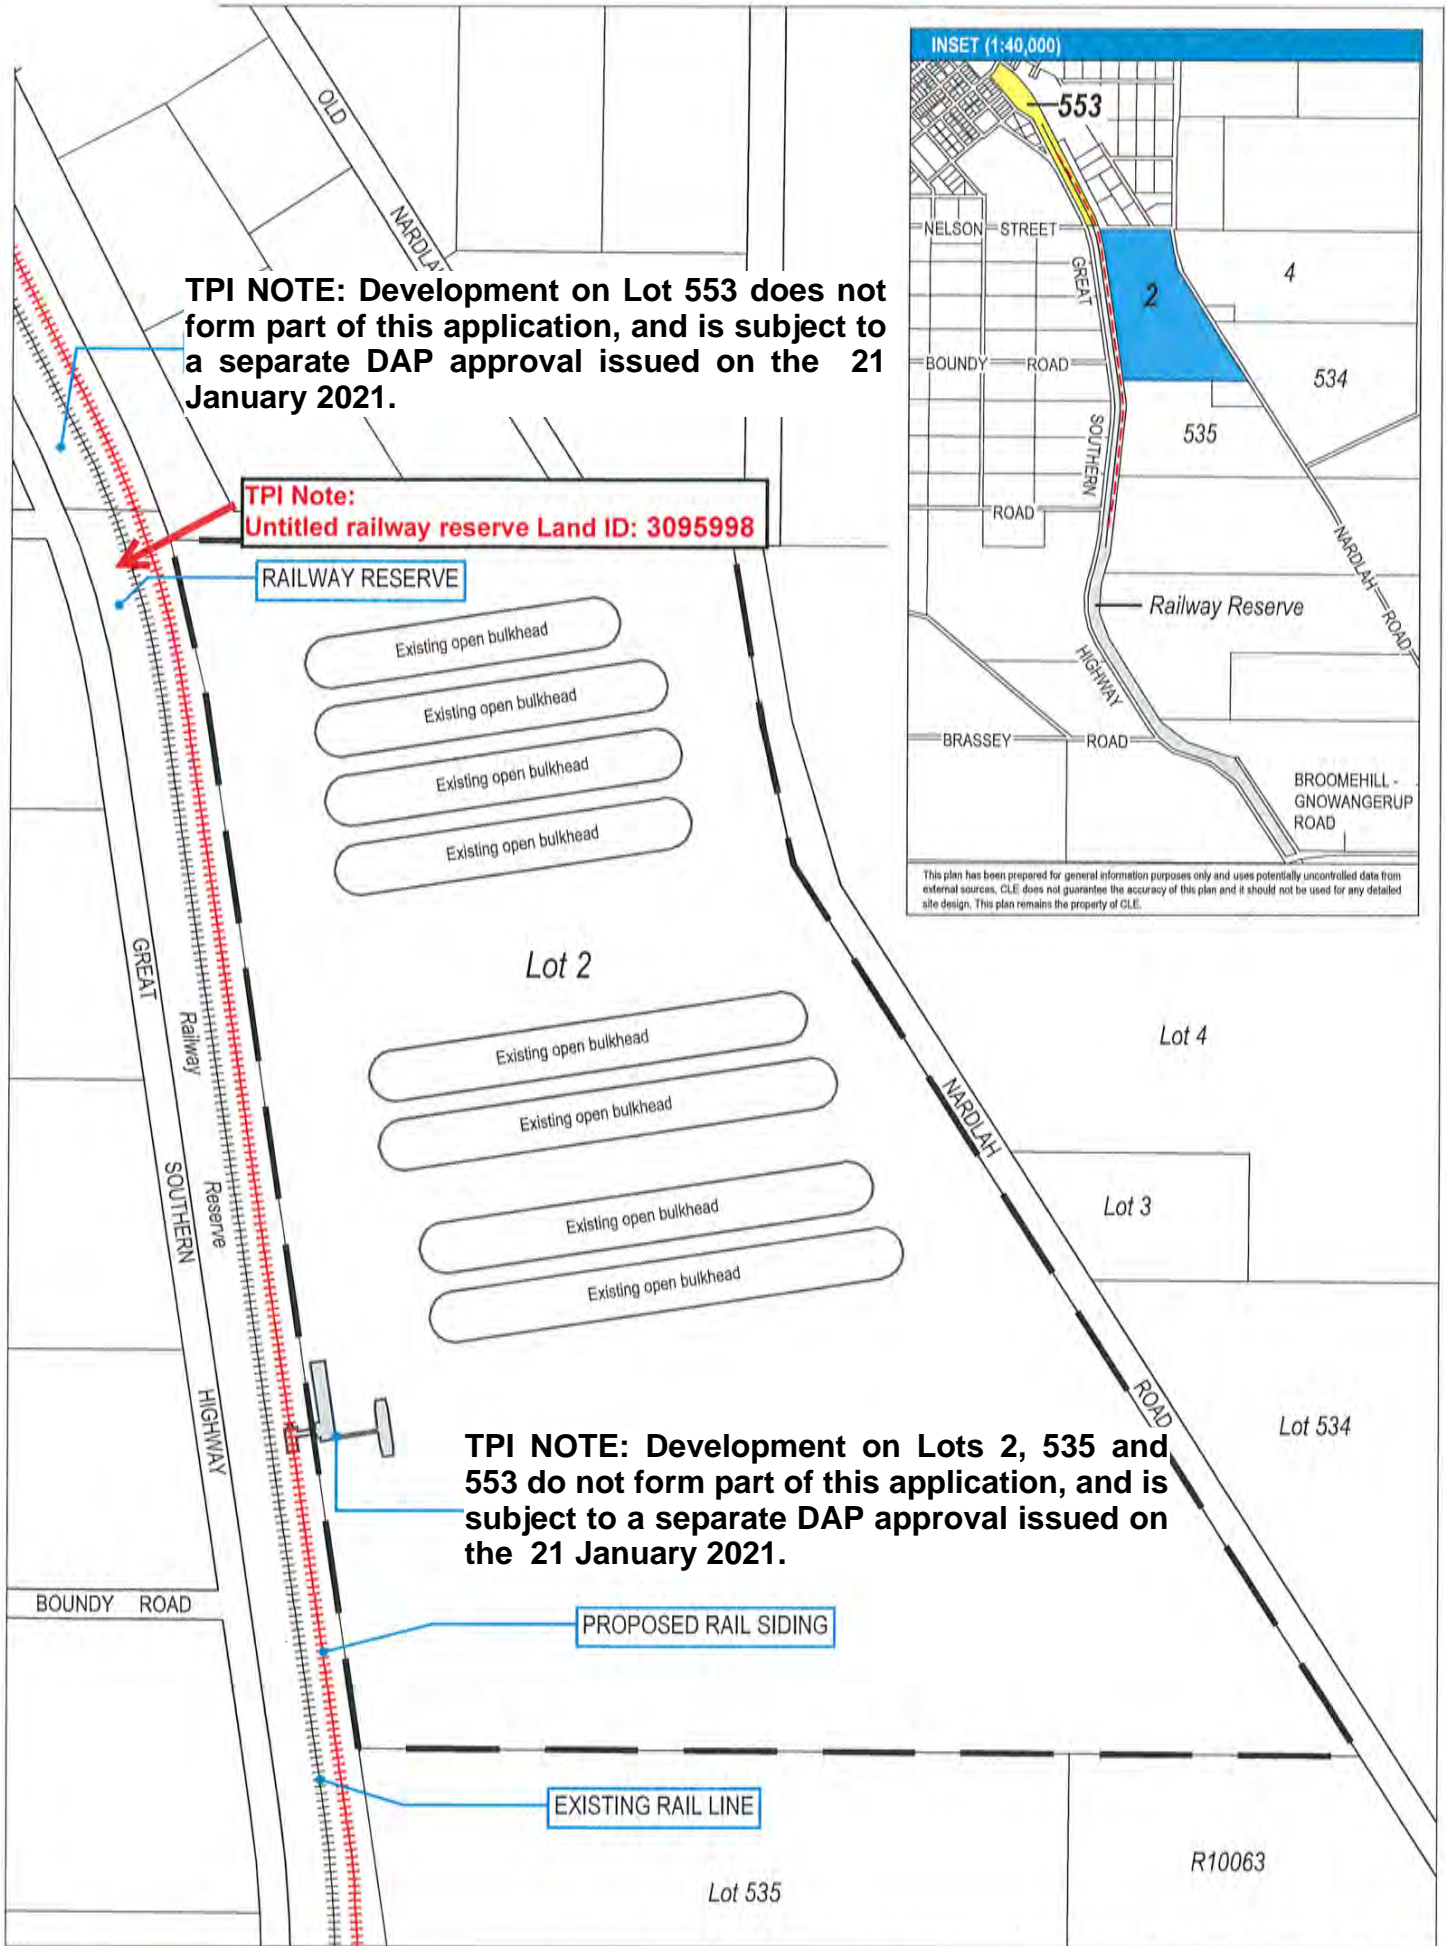 INSET (1:40,000)
553
OLD
NARDLA
NELSON STREET
GREAT
2
4
TPI NOTE: Development on Lot 553 does not
form part of this application, and is subject to
a separate DAP approval issued on the 21
January 2021.
BOUNDY ROAD
534
535
SOUTHERN
ROAD
TPI Note:
Untitled railway reserve Land ID: 3095998
NARDLAH ROAD
RAILWAY RESERVE
Railway Reserve
HIGHWAY
Existing open bulkhead
Existing open bulkhead
Existing open bulkhead
Existing open bulkhead
BRASSEY ROAD
BROOMEHILL -
GNOWANGERUP
ROAD
This plan has been prepared for general information purposes only and uses potentially uncontrolled data from
external sources, CLE does not guarantee the accuracy of this plan and it should not be used for any detailed
site design. This plan remains the property of CLE.
Lot 2
GREAT
SOUTHERN
HIGHWAY
Railway
Reserve
Existing open bulkhead
Existing open bulkhead
Existing open bulkhead
Existing open bulkhead
Lot 4
NARDLAH
ROAD
Lot 3
Lot 534
TPI NOTE: Development on Lots 2, 535 and
553 do not form part of this application, and is
subject to a separate DAP approval issued on
the 21 January 2021.
BOUNDY ROAD
PROPOSED RAIL SIDING
EXISTING RAIL LINE
R10063
Lot 535